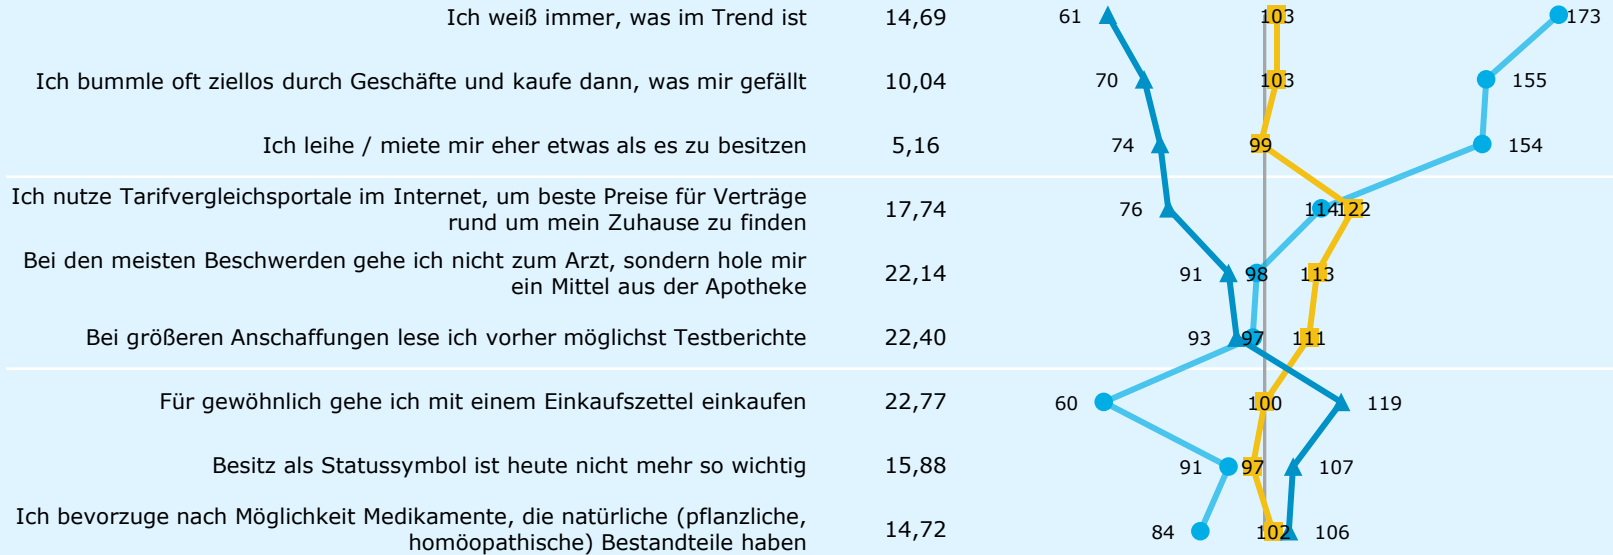 Ich weiß immer, was im Trend ist 14,69 61 103 173
Ich bummle oft ziellos durch Geschäfte und kaufe dann, was mir gefällt 10,04 70 103 155
Ich leihe / miete mir eher etwas als es zu besitzen 5,16 74 99 154
Ich nutze Tarifvergleichsportale im Internet, um beste Preise für Verträge
rund um mein Zuhause zu finden 17,74 76 114 122
Bei den meisten Beschwerden gehe ich nicht zum Arzt, sondern hole mir
ein Mittel aus der Apotheke 22,14 91 98 113
Bei größeren Anschaffungen lese ich vorher möglichst Testberichte 22,40 93 97 111
Für gewöhnlich gehe ich mit einem Einkaufszettel einkaufen 22,77 60 100 119
Besitz als Statussymbol ist heute nicht mehr so wichtig 15,88 91 97 107
Ich bevorzuge nach Möglichkeit Medikamente, die natürliche (pflanzliche,
homöopathische) Bestandteile haben 14,72 84 102 106